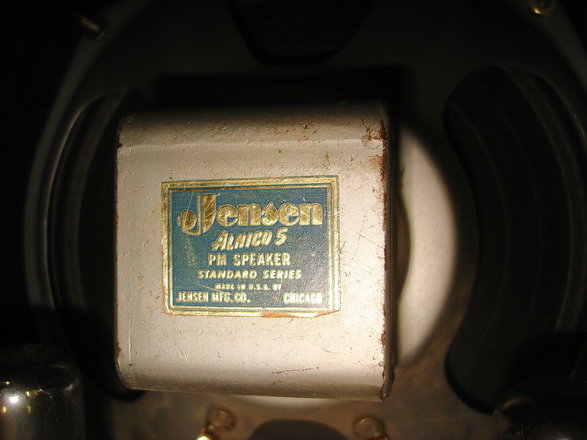 Jensen
ALNICO 5
PM SPEAKER
STANDARD SERIES
MADE IN U.S.A. BY
JENSEN MFG. CO. CHICAGO